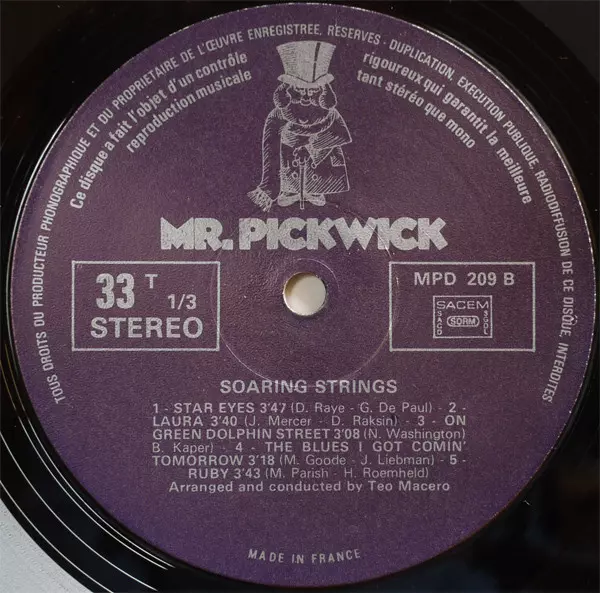 TOUS DROITS DU PRODUCTEUR PHONOGRAPHIQUE ET DU PROPRIETAIRE DE L'ŒUVRE ENREGISTREE, RESERVES - DUPLICATION, EXECUTION PUBLIQUE, RADIODIFFUSION DE CE DISQUE, INTERDITES
Ce disque a fait l'objet d'un contrôle
rigoureux qui garantit la meilleure
reproduction musicale
tant stéréo que mono
MR. PICKWICK
33 T 1/3
STEREO
MPD 209 B
SACEM
SACD SDRM SGDL
SOARING STRINGS
1 - STAR EYES 3'47 (D. Raye - G. De Paul) - 2 -
LAURA 3'40 (J. Mercer - D. Raksin) - 3 - ON
GREEN DOLPHIN STREET 3'08 (N. Washington)
B. Kaper) - 4 - THE BLUES I GOT COMIN'
TOMORROW 3'18 (M. Goode - J. Liebman) - 5 -
RUBY 3'43 (M. Parish - H. Roemheld)
Arranged and conducted by Teo Macero
MADE IN FRANCE